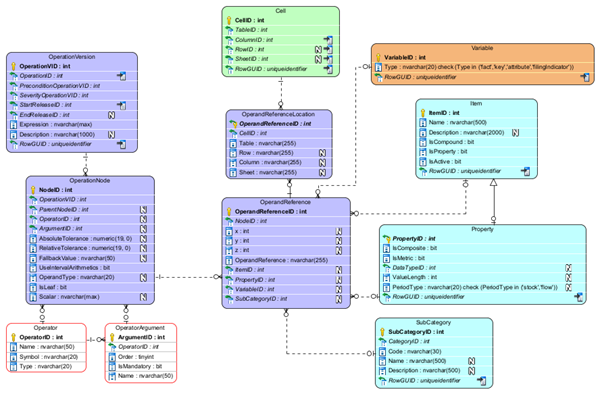 Cell
CellID : int
TableID : int
ColumnID : int
RowID : int
SheetID : int
RowGUID : uniqueidentifier
OperationVersion
OperationVID : int
OperationID : int
PreconditionOperationVID : int
SeverityOperationVID : int
StartReleaseID : int
EndReleaseID : int
Expression : nvarchar(max)
Description : nvarchar(1000)
RowGUID : uniqueidentifier
Variable
VariableID : int
Type : nvarchar(20) check (Type in ('fact','key','attribute','filingIndicator'))
RowGUID : uniqueidentifier
Item
ItemID : int
Name : nvarchar(500)
Description : nvarchar(2000)
IsCompound : bit
IsProperty : bit
IsActive : bit
RowGUID : uniqueidentifier
OperandReferenceLocation
OperandReferenceID : int
CellID : int
Table : nvarchar(255)
Row : nvarchar(255)
Column : nvarchar(255)
Sheet : nvarchar(255)
OperationNode
NodeID : int
OperationVID : int
ParentNodeID : int
OperatorID : int
ArgumentID : int
AbsoluteTolerance : numeric(19, 0)
RelativeTolerance : numeric(19, 0)
FallbackValue : nvarchar(50)
UseIntervalArithmetics : bit
OperandType : nvarchar(20)
IsLeaf : bit
Scalar : nvarchar(max)
OperandReference
OperandReferenceID : int
NodeID : int
x : int
y : int
z : int
OperandReference : nvarchar(255)
ItemID : int
PropertyID : int
VariableID : int
SubCategoryID : int
Property
PropertyID : int
IsComposite : bit
IsMetric : bit
DataTypeID : int
ValueLength : int
PeriodType : nvarchar(20) check (PeriodType in ('stock','flow'))
RowGUID : uniqueidentifier
Operator
OperatorID : int
Name : nvarchar(50)
Symbol : nvarchar(20)
Type : nvarchar(20)
OperatorArgument
ArgumentID : int
OperatorID : int
Order : tinyint
IsMandatory : bit
Name : nvarchar(50)
SubCategory
SubCategoryID : int
CategoryID : int
Code : nvarchar(30)
Name : nvarchar(500)
Description : nvarchar(500)
RowGUID : uniqueidentifier